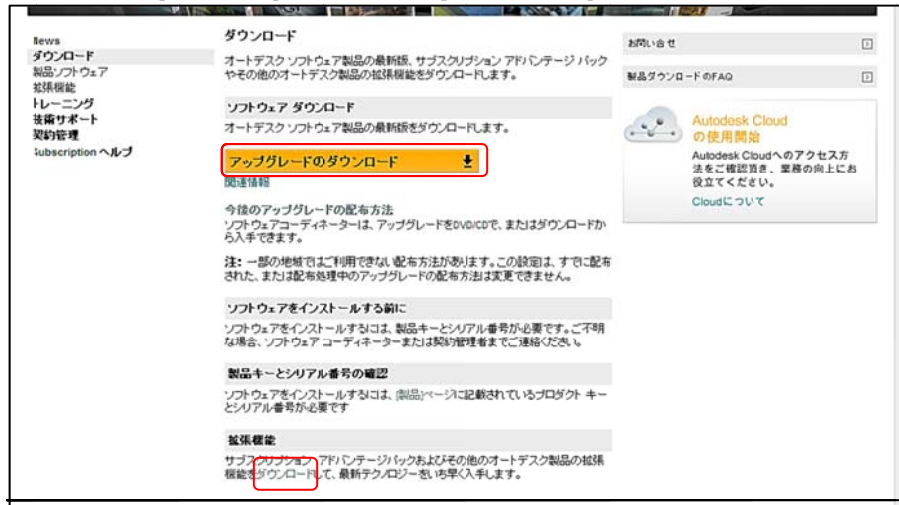 News
ダウンロード
製品ソフトウェア
拡張機能
トレーニング
技術サポート
契約管理
Subscription ヘルプ
ダウンロード
オートデスク ソフトウェア製品の最新版、サブスクリプション アドバンテージ パック
やその他のオートデスク製品の拡張機能をダウンロードします。
ソフトウェア ダウンロード
オートデスク ソフトウェア製品の最新版をダウンロードします。
アップグレードのダウンロード
関連情報
今後のアップグレードの配布方法
ソフトウェアコーディネーターは、アップグレードをDVD/CDで、またはダウンロードか
ら入手できます。
注: 一部の地域ではご利用できない配布方法があります。この設定は、すでに配布
された、または配布処理中のアップグレードの配布方法は変更できません。
ソフトウェアをインストールする前に
ソフトウェアをインストールするには、製品キーとシリアル番号が必要です。ご不明
な場合、ソフトウェア コーディネーターまたは契約管理者までご連絡ください。
製品キーとシリアル番号の確認
ソフトウェアをインストールするには、[製品]ページに記載されているプロダクト キー
とシリアル番号が必要です
拡張機能
サブスクリプション アドバンテージパックおよびその他のオートデスク製品の拡張
機能をダウンロードして、最新テクノロジーをいち早く入手します。
お問い合せ
製品ダウンロードのFAQ
Autodesk Cloud
の使用開始
Autodesk Cloudへのアクセス方
法をご確認頂き、業務の向上にお
役立てください。
Cloudについて